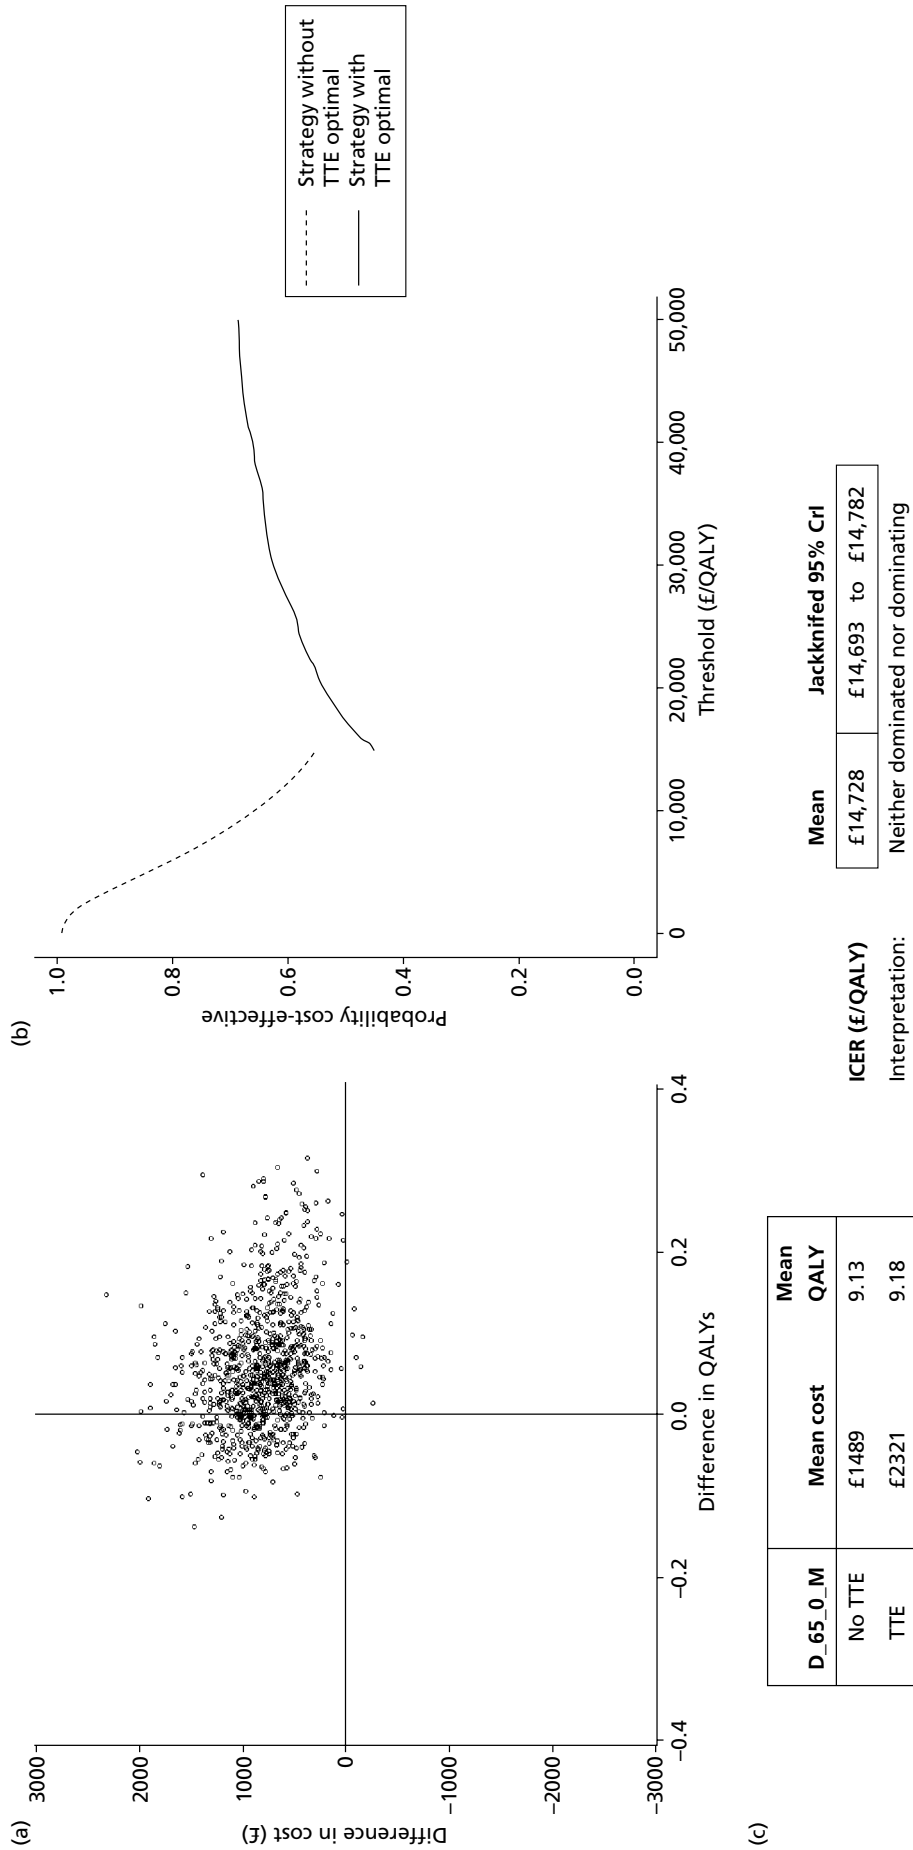 (a)
3000
2000
1000
0
–1000
–2000
–3000
Difference in cost (£)
–0.4
–0.2
0.0
0.2
0.4
Difference in QALYs
(b)
1.0
0.8
0.6
0.4
0.2
0.0
Probability cost-effective
0
10,000
20,000
30,000
40,000
50,000
Threshold (£/QALY)
Strategy without
TTE optimal
Strategy with
TTE optimal
(c)
D_65_0_M Mean cost Mean QALY
No TTE £1489 9.13
TTE £2321 9.18
Mean Jackknifed 95% CrI
ICER (£/QALY) £14,728 £14,693 to £14,782
Interpretation: Neither dominated nor dominating